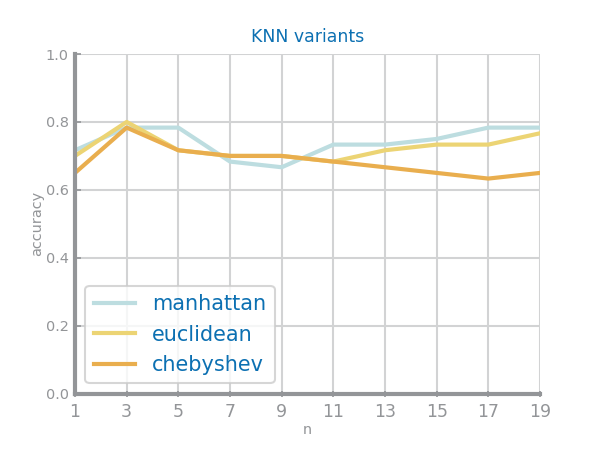 KNN variants
1.0
0.8
0.6
0.4
0.2
0.0
accuracy
manhattan
euclidean
chebyshev
1 3 5 7 9 11 13 15 17 19
n